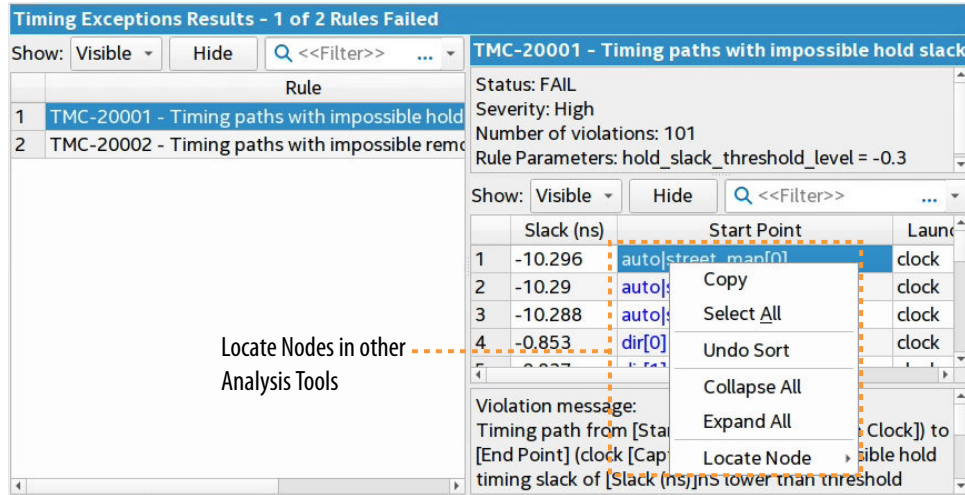 Timing Exceptions Results - 1 of 2 Rules Failed
Show: Visible Hide <<Filter>> ...
Rule
1 TMC-20001 - Timing paths with impossible hold
2 TMC-20002 - Timing paths with impossible remo
TMC-20001 - Timing paths with impossible hold slack
Status: FAIL
Severity: High
Number of violations: 101
Rule Parameters: hold_slack_threshold_level = -0.3
Show: Visible Hide <<Filter>> ...
Slack (ns) Start Point Launc
1 -10.296 auto|street_map[0] clock
2 -10.29 auto|s clock
3 -10.288 auto|s clock
4 -0.853 dir[0] clock
Copy
Select All
Undo Sort
Collapse All
Expand All
Locate Node
Locate Nodes in other
Analysis Tools
Violation message:
Timing path from [Star Clock]) to
[End Point] (clock [Cap sible hold
timing slack of [Slack (ns)]nS lower than threshold